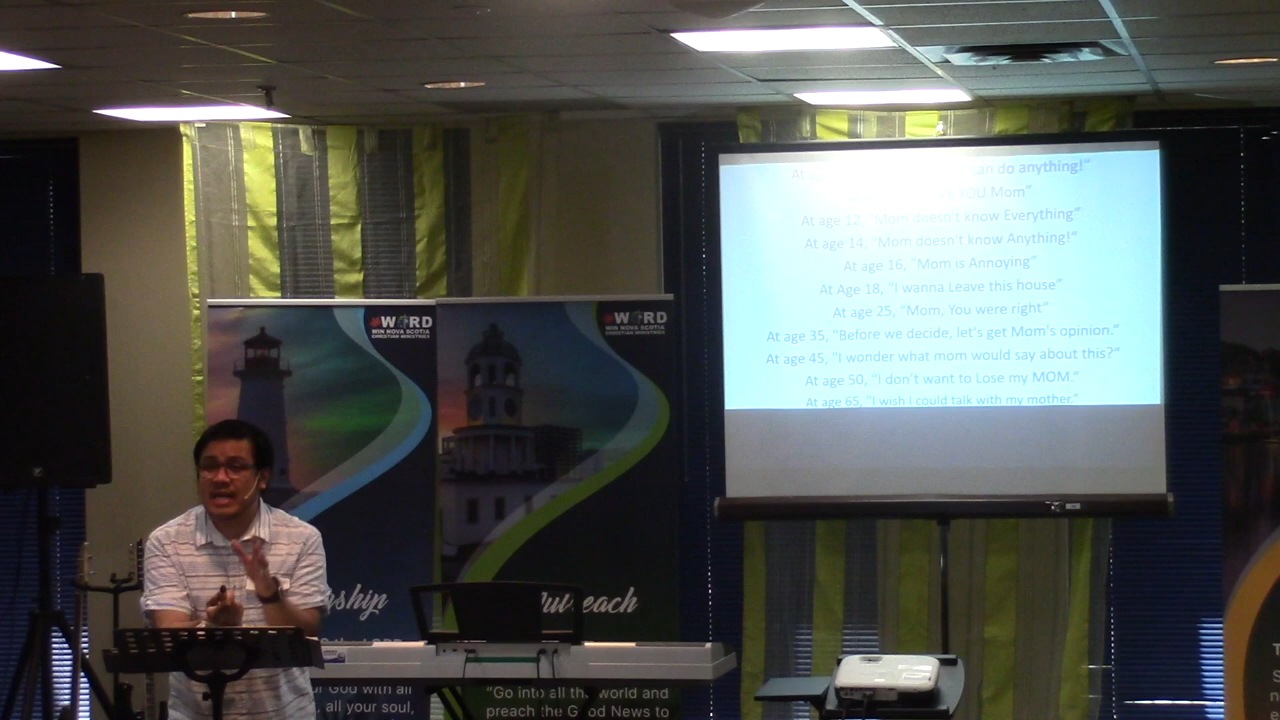 At can do anything!"
YOU Mom"
At age 12, "Mom doesn't know Everything"
At age 14, "Mom doesn't know Anything!"
At age 16, "Mom is Annoying"
At Age 18, "I wanna Leave this house"
At age 25, "Mom, You were right"
At age 35, "Before we decide, let's get Mom's opinion."
At age 45, "I wonder what mom would say about this?"
At age 50, "I don't want to Lose my MOM."
At age 65, "I wish I could talk with my mother."
WORD
WIN NOVA SCOTIA
CHRISTIAN MINISTRIES
WORD
WIN NOVA SCOTIA
CHRISTIAN MINISTRIES
ship
Outreach
God with all
all your soul,
"Go into all the world and
preach the Good News to